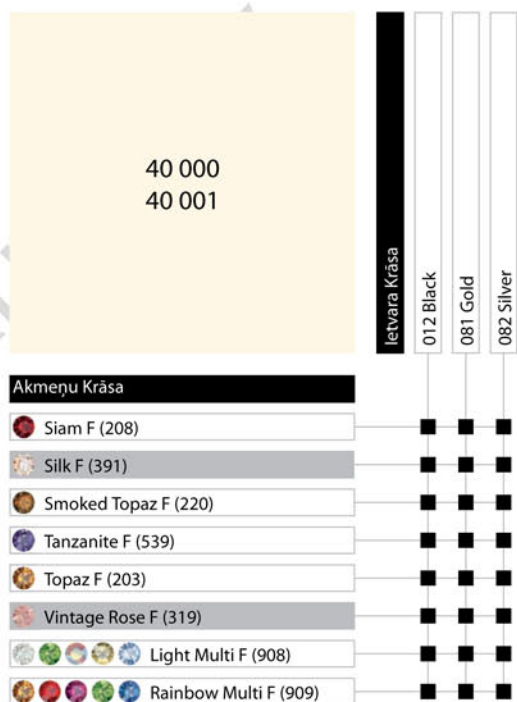 40 000
40 001
Ietvara Krāsa
012 Black
081 Gold
082 Silver
Akmeņu Krāsa
Siam F (208)
Silk F (391)
Smoked Topaz F (220)
Tanzanite F (539)
Topaz F (203)
Vintage Rose F (319)
Light Multi F (908)
Rainbow Multi F (909)